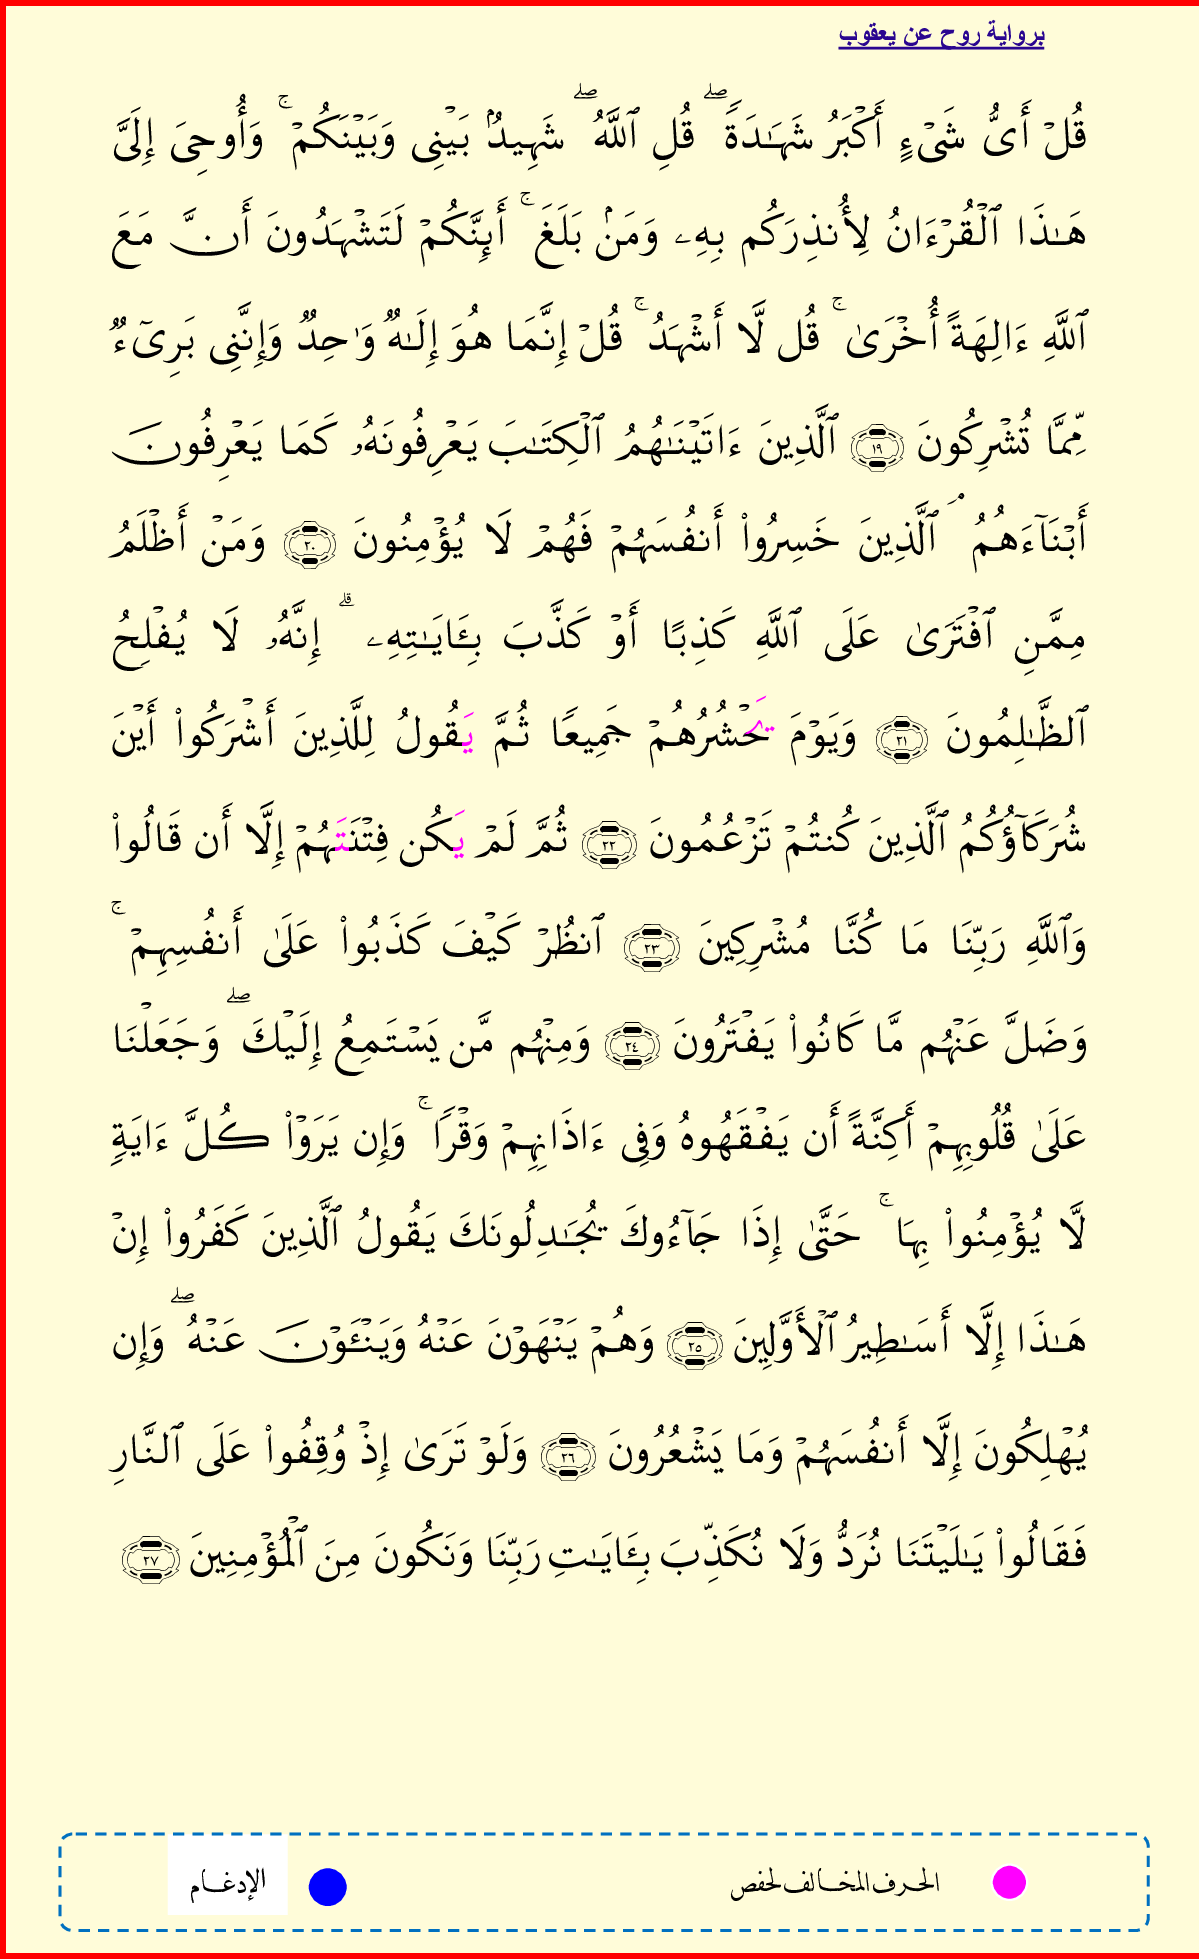 برواية روح عن يعقوب
قُلۡ أَيُّ شَيۡءٍ أَكۡبَرُ شَهَٰدَةٗۖ قُلِ ٱللَّهُۖ شَهِيدُۢ بَيۡنِي وَبَيۡنَكُمۡۚ وَأُوحِيَ إِلَيَّ
هَٰذَا ٱلۡقُرۡءَانُ لِأُنذِرَكُم بِهِۦ وَمَنۢ بَلَغَۚ أَئِنَّكُمۡ لَتَشۡهَدُونَ أَنَّ مَعَ
ٱللَّهِ ءَالِهَةً أُخۡرَىٰۚ قُل لَّا أَشۡهَدُۚ قُلۡ إِنَّمَا هُوَ إِلَٰهٞ وَٰحِدٞ وَإِنَّنِي بَرِيٓءٞ
مِّمَّا تُشۡرِكُونَ ١٩ ٱلَّذِينَ ءَاتَيۡنَٰهُمُ ٱلۡكِتَٰبَ يَعۡرِفُونَهُۥ كَمَا يَعۡرِفُونَ
أَبۡنَآءَهُمُۘ ٱلَّذِينَ خَسِرُواْ أَنفُسَهُمۡ فَهُمۡ لَا يُؤۡمِنُونَ ٢٠ وَمَنۡ أَظۡلَمُ
مِمَّنِ ٱفۡتَرَىٰ عَلَى ٱللَّهِ كَذِبًا أَوۡ كَذَّبَ بِـَٔايَٰتِهِۦۗ إِنَّهُۥ لَا يُفۡلِحُ
ٱلظَّٰلِمُونَ ٢١ وَيَوۡمَ يَحۡشُرُهُمۡ جَمِيعٗا ثُمَّ يَقُولُ لِلَّذِينَ أَشۡرَكُواْ أَيۡنَ
شُرَكَآؤُكُمُ ٱلَّذِينَ كُنتُمۡ تَزۡعُمُونَ ٢٢ ثُمَّ لَمۡ يَكُن فِتۡنَتَهُمۡ إِلَّا أَن قَالُواْ
وَٱللَّهِ رَبِّنَا مَا كُنَّا مُشۡرِكِينَ ٢٣ ٱنظُرۡ كَيۡفَ كَذَبُواْ عَلَىٰ أَنفُسِهِمۡۚ
وَضَلَّ عَنۡهُم مَّا كَانُواْ يَفۡتَرُونَ ٢٤ وَمِنۡهُم مَّن يَسۡتَمِعُ إِلَيۡكَۖ وَجَعَلۡنَا
عَلَىٰ قُلُوبِهِمۡ أَكِنَّةً أَن يَفۡقَهُوهُ وَفِي ءَاذَانِهِمۡ وَقۡرٗاۚ وَإِن يَرَوۡاْ كُلَّ ءَايَةٖ
لَّا يُؤۡمِنُواْ بِهَاۚ حَتَّىٰ إِذَا جَآءُوكَ يُجَٰدِلُونَكَ يَقُولُ ٱلَّذِينَ كَفَرُواْ إِنۡ
هَٰذَا إِلَّا أَسَٰطِيرُ ٱلۡأَوَّلِينَ ٢٥ وَهُمۡ يَنۡهَوۡنَ عَنۡهُ وَيَنۡـَٔوۡنَ عَنۡهُۖ وَإِن
يُهۡلِكُونَ إِلَّا أَنفُسَهُمۡ وَمَا يَشۡعُرُونَ ٢٦ وَلَوۡ تَرَىٰ إِذۡ وُقِفُواْ عَلَى ٱلنَّارِ
فَقَالُواْ يَٰلَيۡتَنَا نُرَدُّ وَلَا نُكَذِّبَ بِـَٔايَٰتِ رَبِّنَا وَنَكُونَ مِنَ ٱلۡمُؤۡمِنِينَ ٢٧
الحرف المخالف لحفص
الإدغام